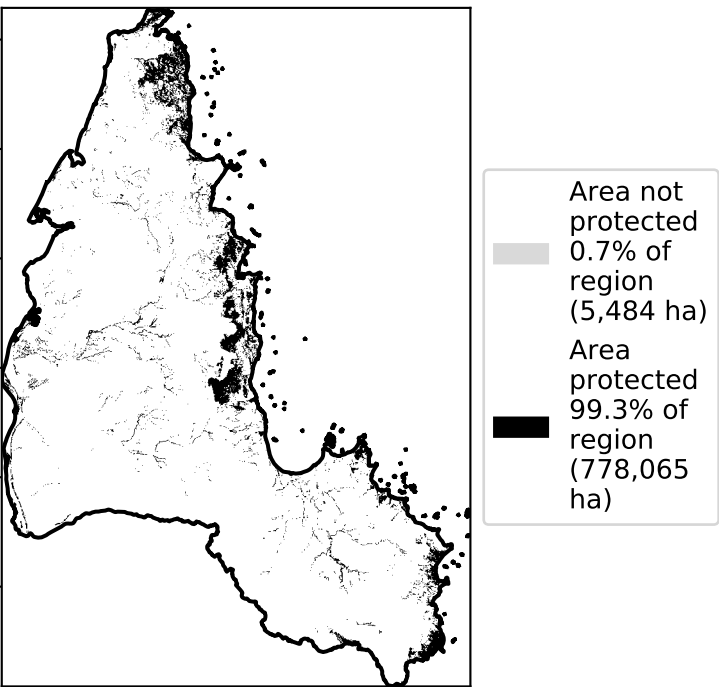 Area not
protected
0.7% of
region
(5,484 ha)
Area
protected
99.3% of
region
(778,065
ha)